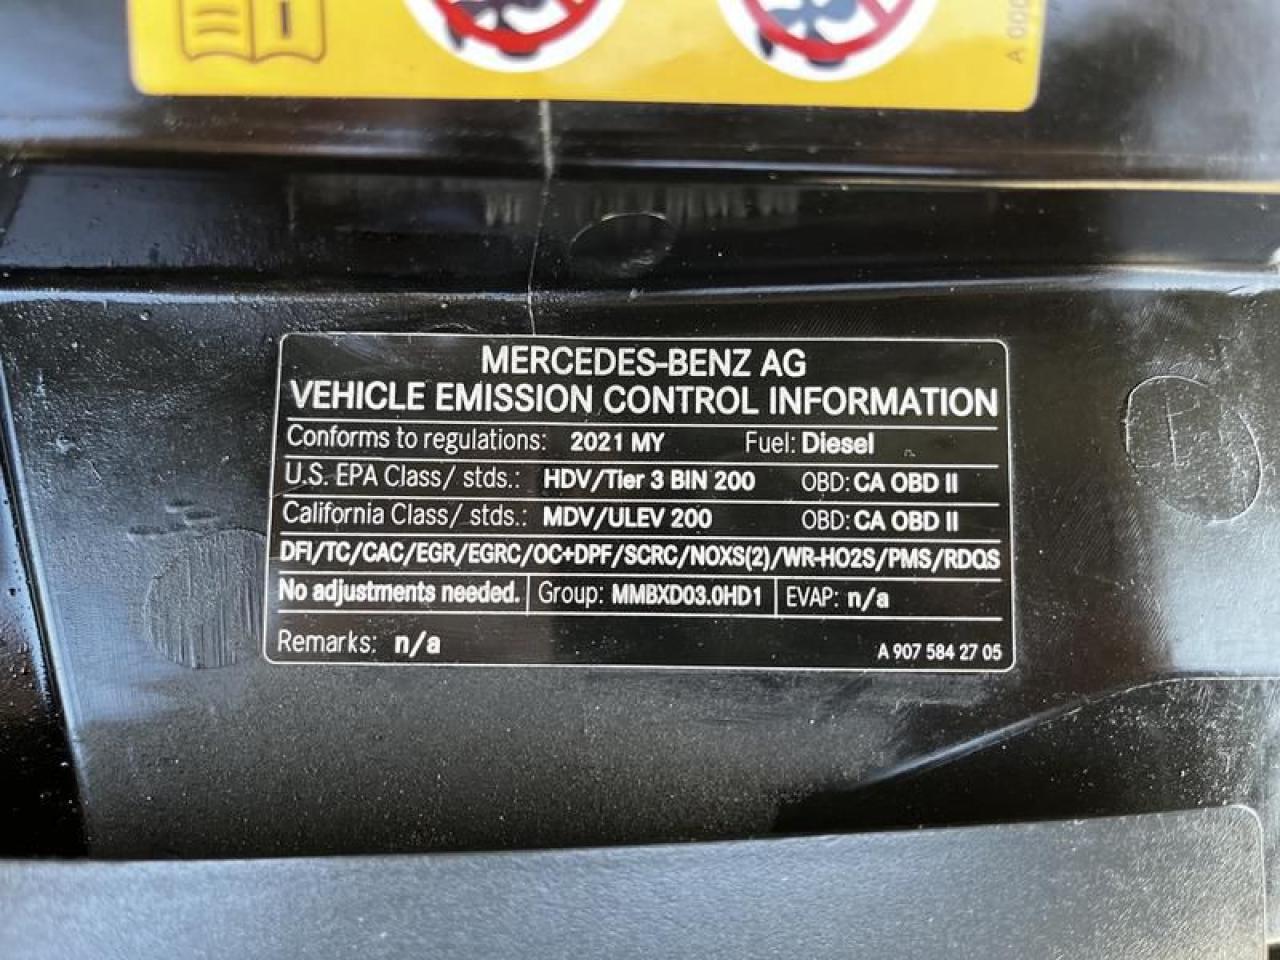 A 000
MERCEDES-BENZ AG
VEHICLE EMISSION CONTROL INFORMATION
Conforms to regulations: 2021 MY Fuel: Diesel
U.S. EPA Class/ stds.: HDV/Tier 3 BIN 200 OBD: CA OBD II
California Class/ stds.: MDV/ULEV 200 OBD: CA OBD II
DFI/TC/CAC/EGR/EGRC/OC+DPF/SCRC/NOXS(2)/WR-HO2S/PMS/RDQS
No adjustments needed. Group: MMBXD03.0HD1 EVAP: n/a
Remarks: n/a A 907 584 27 05